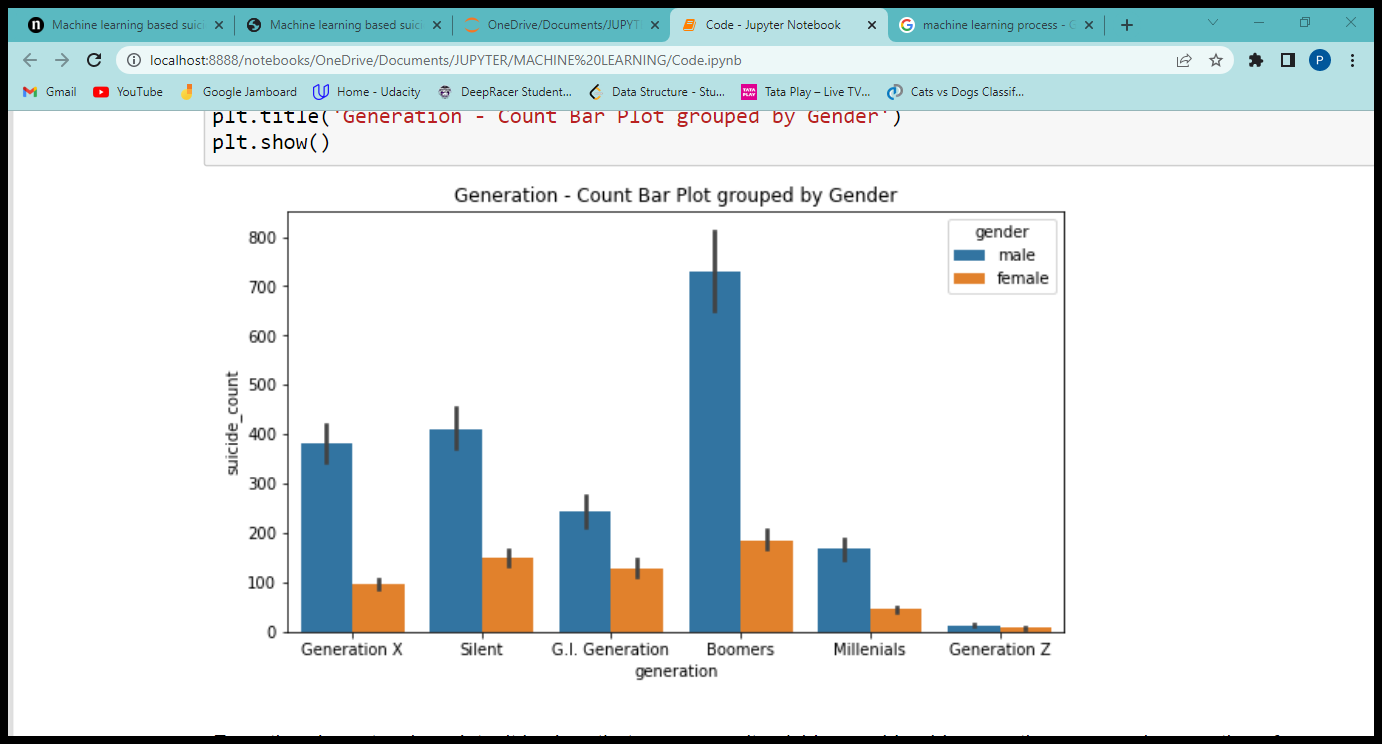 Machine learning based suici
Machine learning based suici
OneDrive/Documents/JUPYT
Code - Jupyter Notebook
machine learning process - G
localhost:8888/notebooks/OneDrive/Documents/JUPYTER/MACHINE%20LEARNING/Code.ipynb
P
Gmail
YouTube
Google Jamboard
Home - Udacity
DeepRacer Student...
Data Structure - Stu...
Tata Play – Live TV...
Cats vs Dogs Classif...
plt.title('Generation - Count Bar Plot grouped by Gender')
plt.show()
Generation - Count Bar Plot grouped by Gender
gender
male
female
suicide_count
800
700
600
500
400
300
200
100
0
Generation X
Silent
G.I. Generation
Boomers
Millenials
Generation Z
generation